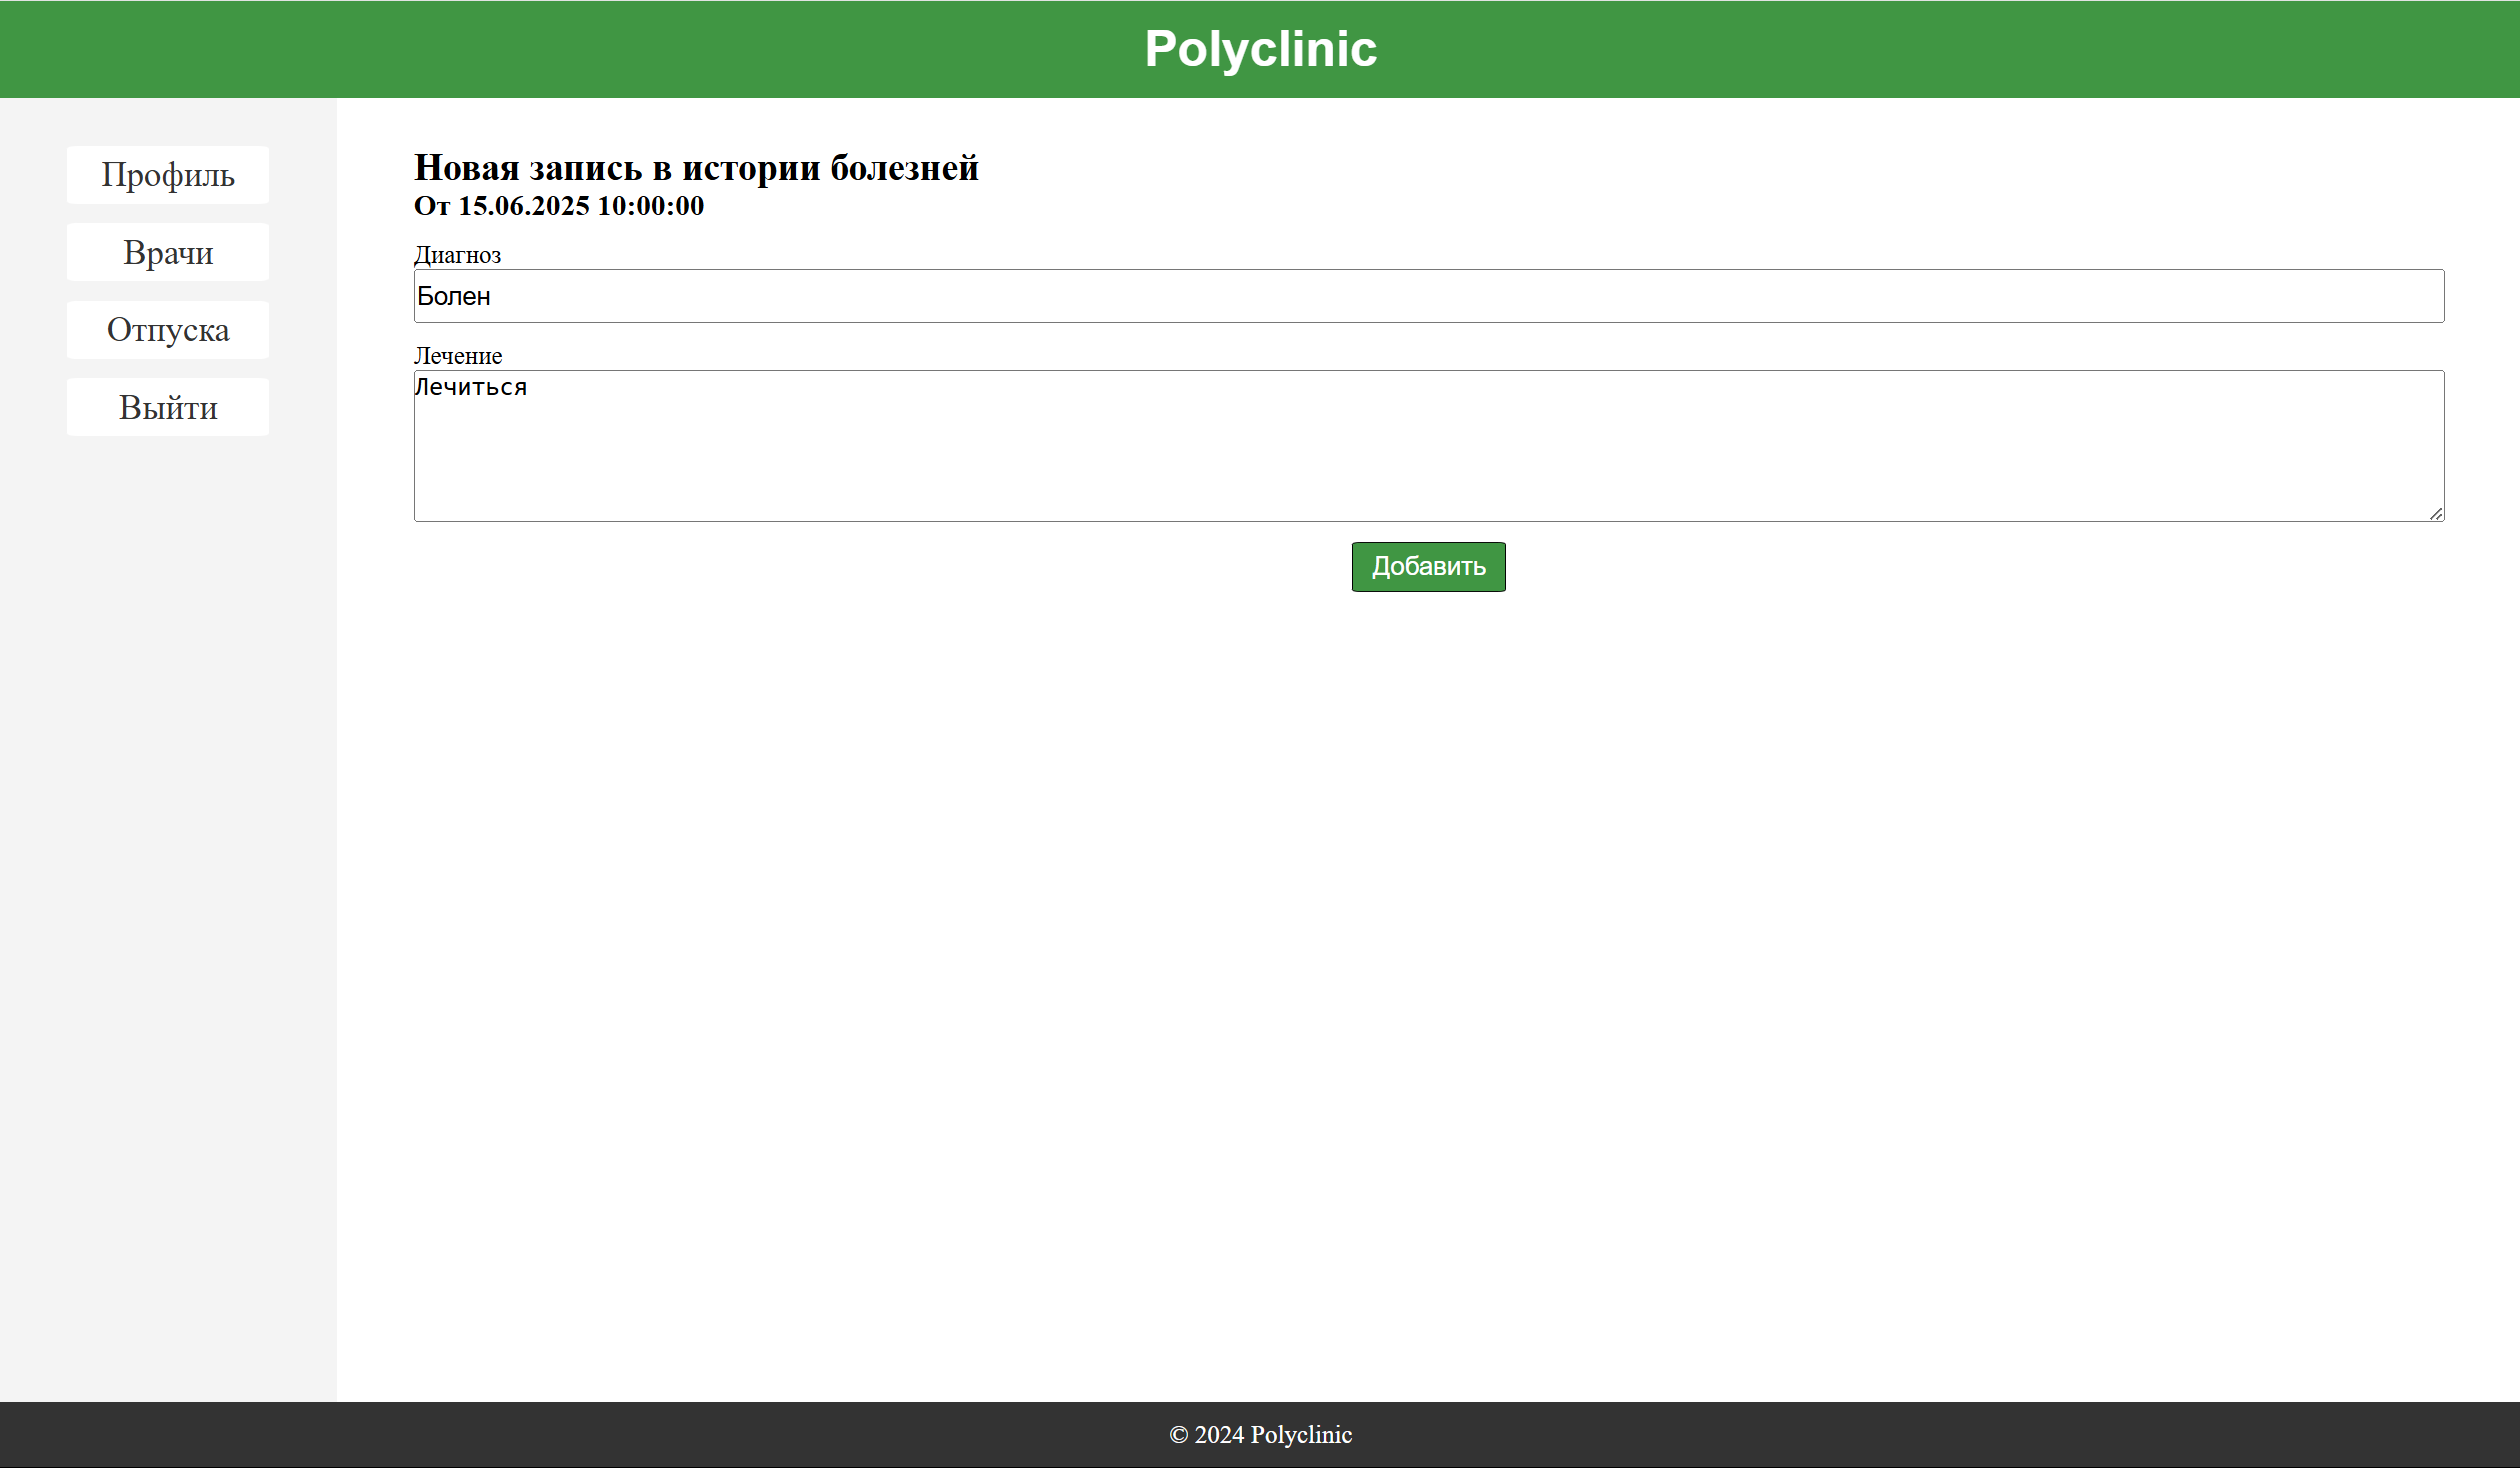 Polyclinic
Профиль
Врачи
Отпуска
Выйти
Новая запись в истории болезней
От 15.06.2025 10:00:00
Диагноз
Болен
Лечение
Лечиться
Добавить
© 2024 Polyclinic